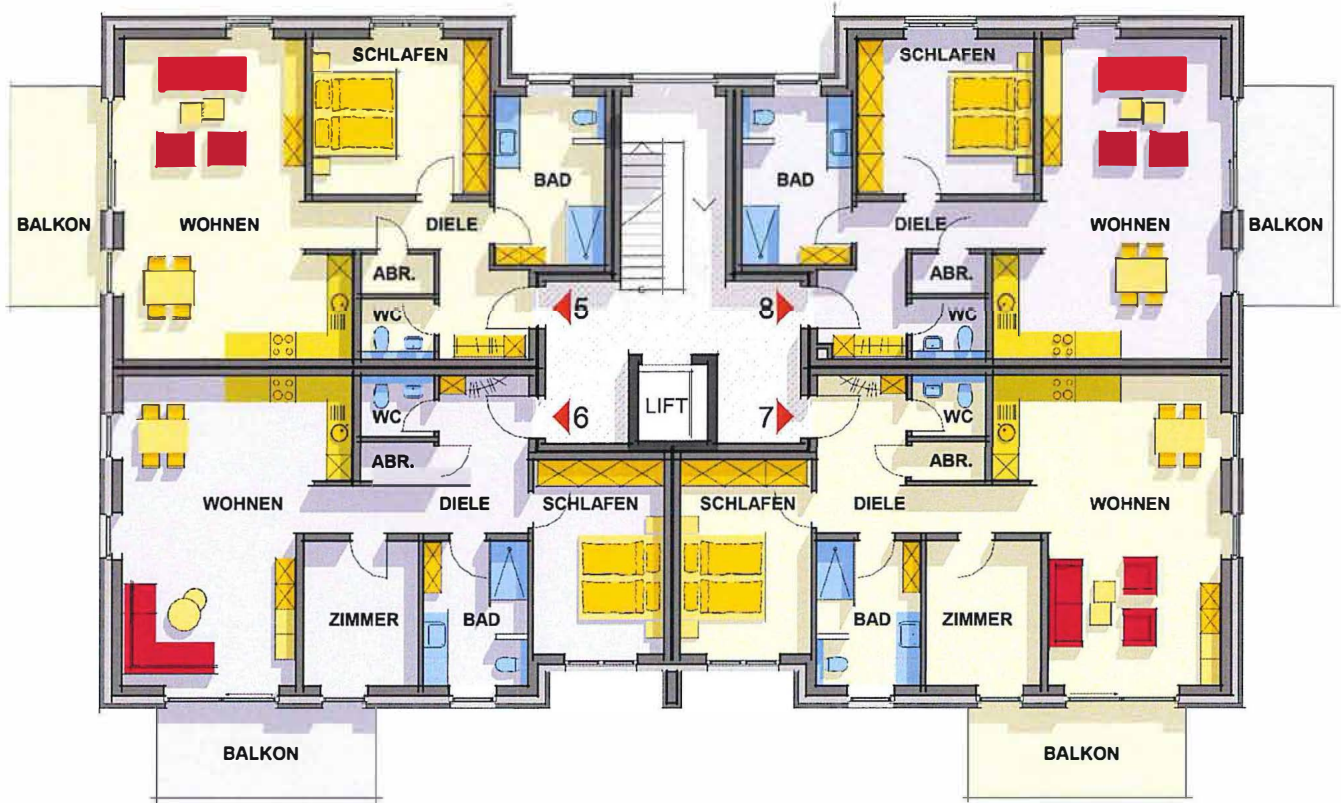 SCHLAFEN
SCHLAFEN
BAD
BAD
BALKON
WOHNEN
DIELE
DIELE
WOHNEN
BALKON
ABR.
ABR.
WC
5
8
WC
WC
6
LIFT
7
WC
ABR.
ABR.
WOHNEN
DIELE
SCHLAFEN
SCHLAFEN
DIELE
WOHNEN
ZIMMER
BAD
BAD
ZIMMER
BALKON
BALKON